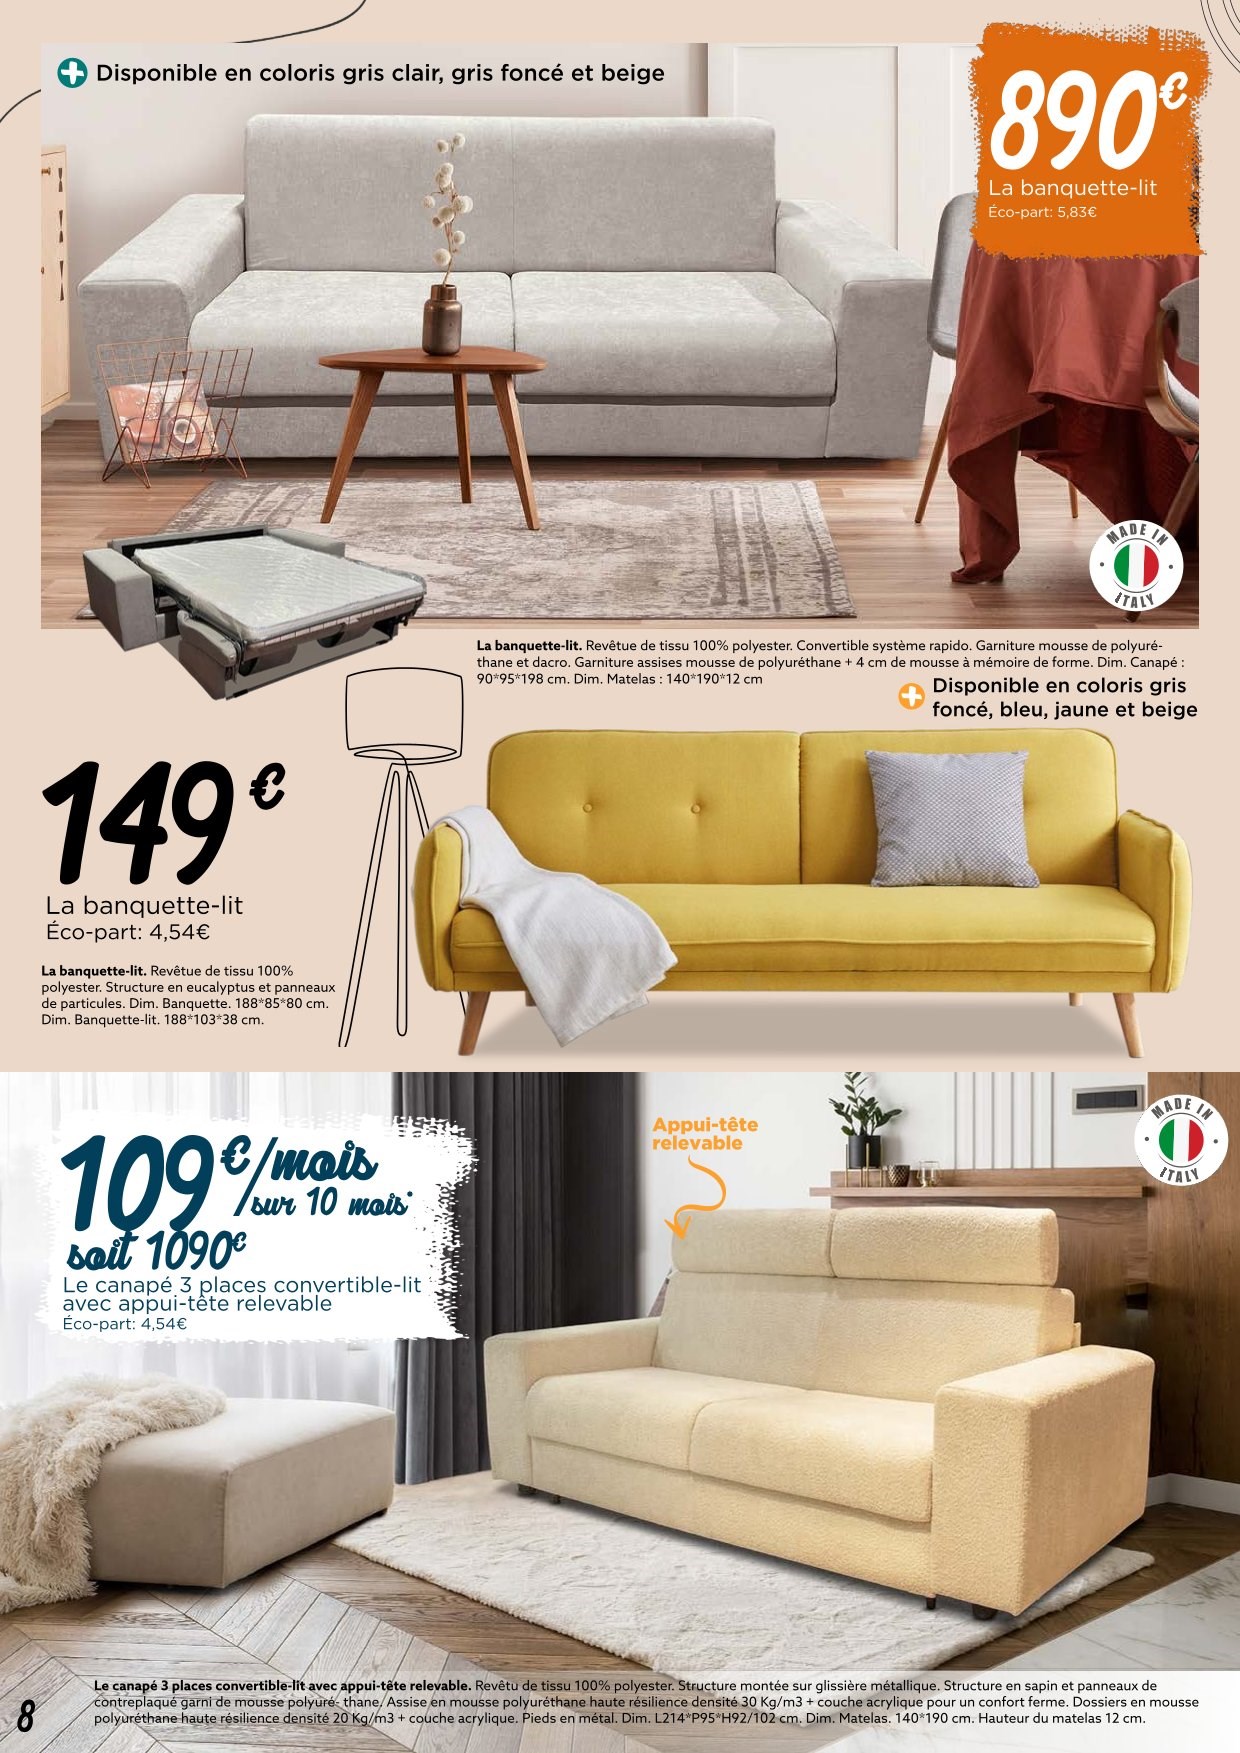 Disponible en coloris gris clair, gris foncé et beige
890€
La banquette-lit
Éco-part: 5,83€
MADE IN
ITALY
La banquette-lit. Revêtue de tissu 100% polyester. Convertible système rapido. Garniture mousse de polyuré-
thane et dacro. Garniture assises mousse de polyuréthane + 4 cm de mousse à mémoire de forme. Dim. Canapé :
90*95*198 cm. Dim. Matelas : 140*190*12 cm
Disponible en coloris gris
foncé, bleu, jaune et beige
149€
La banquette-lit
Éco-part: 4,54€
La banquette-lit. Revêtue de tissu 100%
polyester. Structure en eucalyptus et panneaux
de particules. Dim. Banquette. 188*85*80 cm.
Dim. Banquette-lit. 188*103*38 cm.
109€/mois
sur 10 mois*
soit 1090€
Le canapé 3 places convertible-lit
avec appui-tête relevable
Éco-part: 4,54€
Appui-tête
relevable
MADE IN
ITALY
Le canapé 3 places convertible-lit avec appui-tête relevable. Revêtu de tissu 100% polyester. Structure montée sur glissière métallique. Structure en sapin et panneaux de
contreplaqué garni de mousse polyuré- thane. Assise en mousse polyuréthane haute résilience densité 30 Kg/m3 + couche acrylique pour un confort ferme. Dossiers en mousse
polyuréthane haute résilience densité 20 Kg/m3 + couche acrylique. Pieds en métal. Dim. L214*P95*H92/102 cm. Dim. Matelas. 140*190 cm. Hauteur du matelas 12 cm.
8